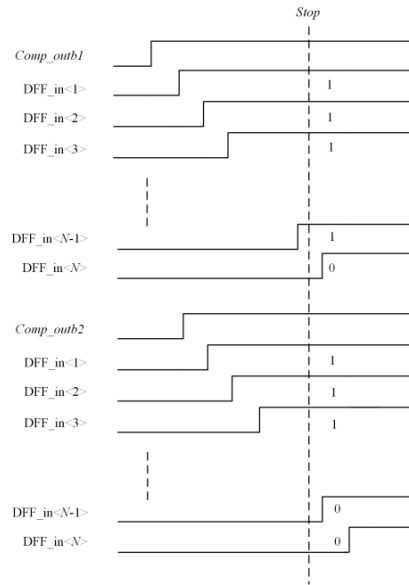 Stop
Comp_outb1
DFF_in<1> 1
DFF_in<2> 1
DFF_in<3> 1
DFF_in<N-1> 1
DFF_in<N> 0
Comp_outb2
DFF_in<1> 1
DFF_in<2> 1
DFF_in<3> 1
DFF_in<N-1> 0
DFF_in<N> 0